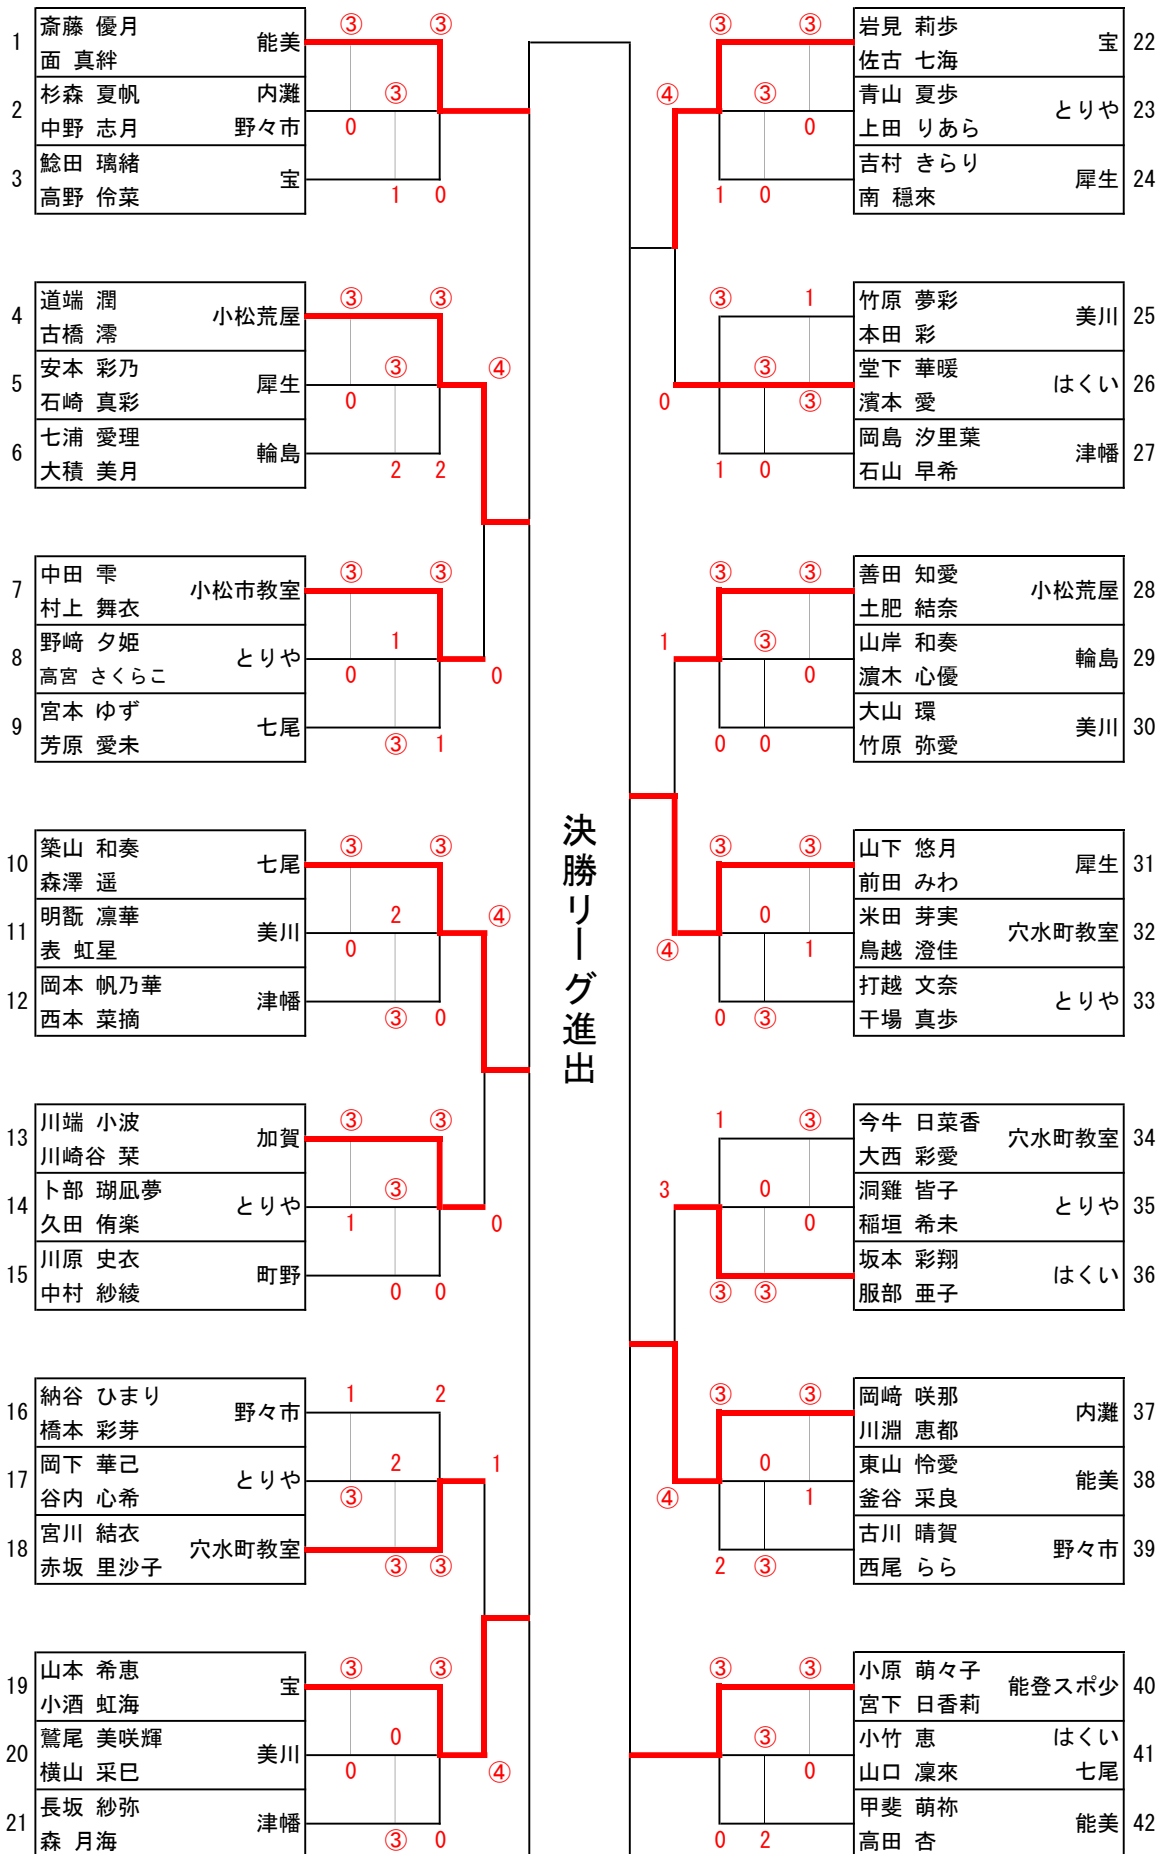 1 斎藤 優月 面 真絆 能美
2 杉森 夏帆 中野 志月 内灘 野々市
3 鯰田 璃緒 高野 伶菜 宝
③ ③ ③ 0 1 0
4 道端 潤 古橋 澪 小松荒屋
5 安本 彩乃 石崎 真彩 犀生
6 七浦 愛理 大積 美月 輪島
③ ③ ③ 0 2 2 ④
7 中田 雫 村上 舞衣 小松市教室
8 野﨑 夕姫 高宮 さくらこ とりや
9 宮本 ゆず 芳原 愛未 七尾
③ ③ 1 0 ③ 1 0
10 築山 和奏 森澤 遥 七尾
11 明翫 凛華 表 虹星 美川
12 岡本 帆乃華 西本 菜摘 津幡
③ ③ 2 0 ③ 0 ④
13 川端 小波 川崎谷 栞 加賀
14 卜部 瑚凪夢 久田 侑楽 とりや
15 川原 史衣 中村 紗綾 町野
③ ③ ③ 1 0 0 0
16 納谷 ひまり 橋本 彩芽 野々市
17 岡下 華己 谷内 心希 とりや
18 宮川 結衣 赤坂 里沙子 穴水町教室
1 2 2 ③ ③ ③ 1
19 山本 希恵 小酒 虹海 宝
20 鷲尾 美咲輝 横山 采巳 美川
21 長坂 紗弥 森 月海 津幡
③ ③ 0 0 ③ 0 ④
決勝リーグ進出
岩見 莉歩 佐古 七海 宝 22
青山 夏歩 上田 りあら とりや 23
吉村 きらり 南 穏來 犀生 24
③ ③ ④ ③ 0 1 0
竹原 夢彩 本田 彩 美川 25
堂下 華暖 濱本 愛 はくい 26
岡島 汐里葉 石山 早希 津幡 27
③ 1 ③ 0 ③ 1 0
善田 知愛 土肥 結奈 小松荒屋 28
山岸 和奏 濵木 心優 輪島 29
大山 環 竹原 弥愛 美川 30
③ ③ 1 ③ 0 0 0
山下 悠月 前田 みわ 犀生 31
米田 芽実 鳥越 澄佳 穴水町教室 32
打越 文奈 干場 真歩 とりや 33
③ ③ 0 ④ 1 0 ③
今牛 日菜香 大西 彩愛 穴水町教室 34
洞雞 皆子 稲垣 希未 とりや 35
坂本 彩翔 服部 亜子 はくい 36
1 ③ 3 0 0 ③ ③
岡﨑 咲那 川淵 恵都 内灘 37
東山 怜愛 釜谷 采良 能美 38
古川 晴賀 西尾 らら 野々市 39
③ ③ 0 ④ 1 2 ③
小原 萌々子 宮下 日香莉 能登スポ少 40
小竹 恵 山口 凜來 はくい 七尾 41
甲斐 萌祢 高田 杏 能美 42
③ ③ ③ 0 0 2